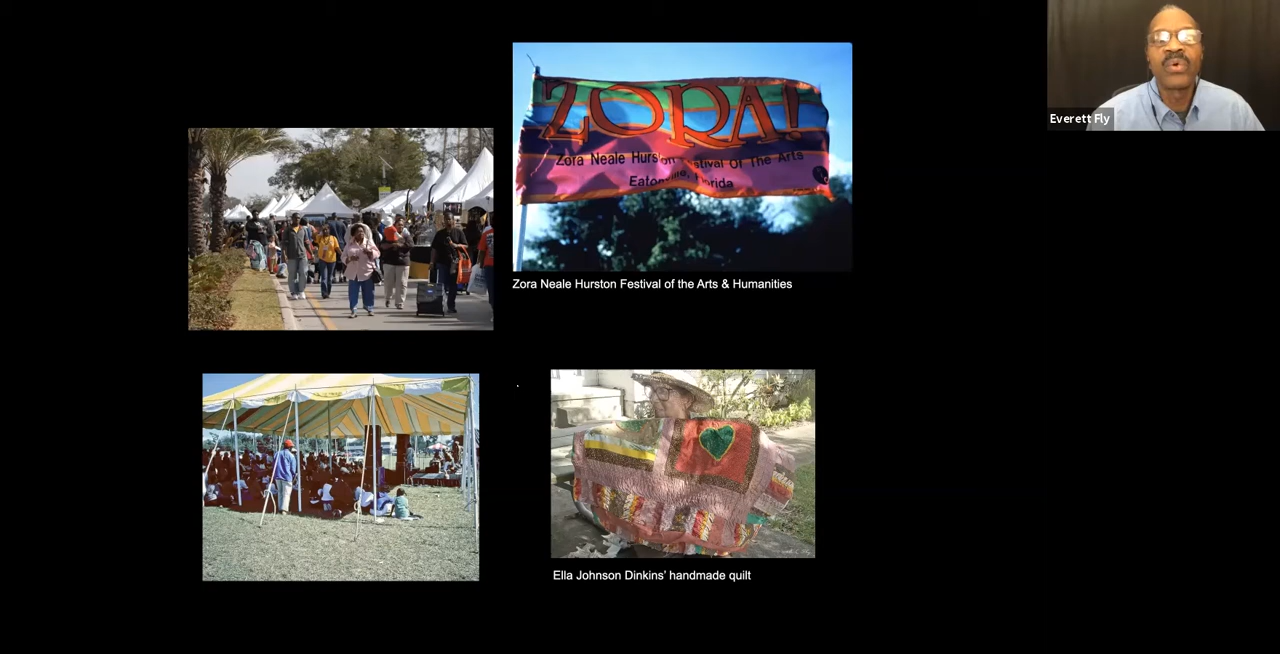 ZORA!
Zora Neale Hurston Festival Of The Arts
Eatonville, Florida
Everett Fly
Zora Neale Hurston Festival of the Arts & Humanities
Ella Johnson Dinkins' handmade quilt